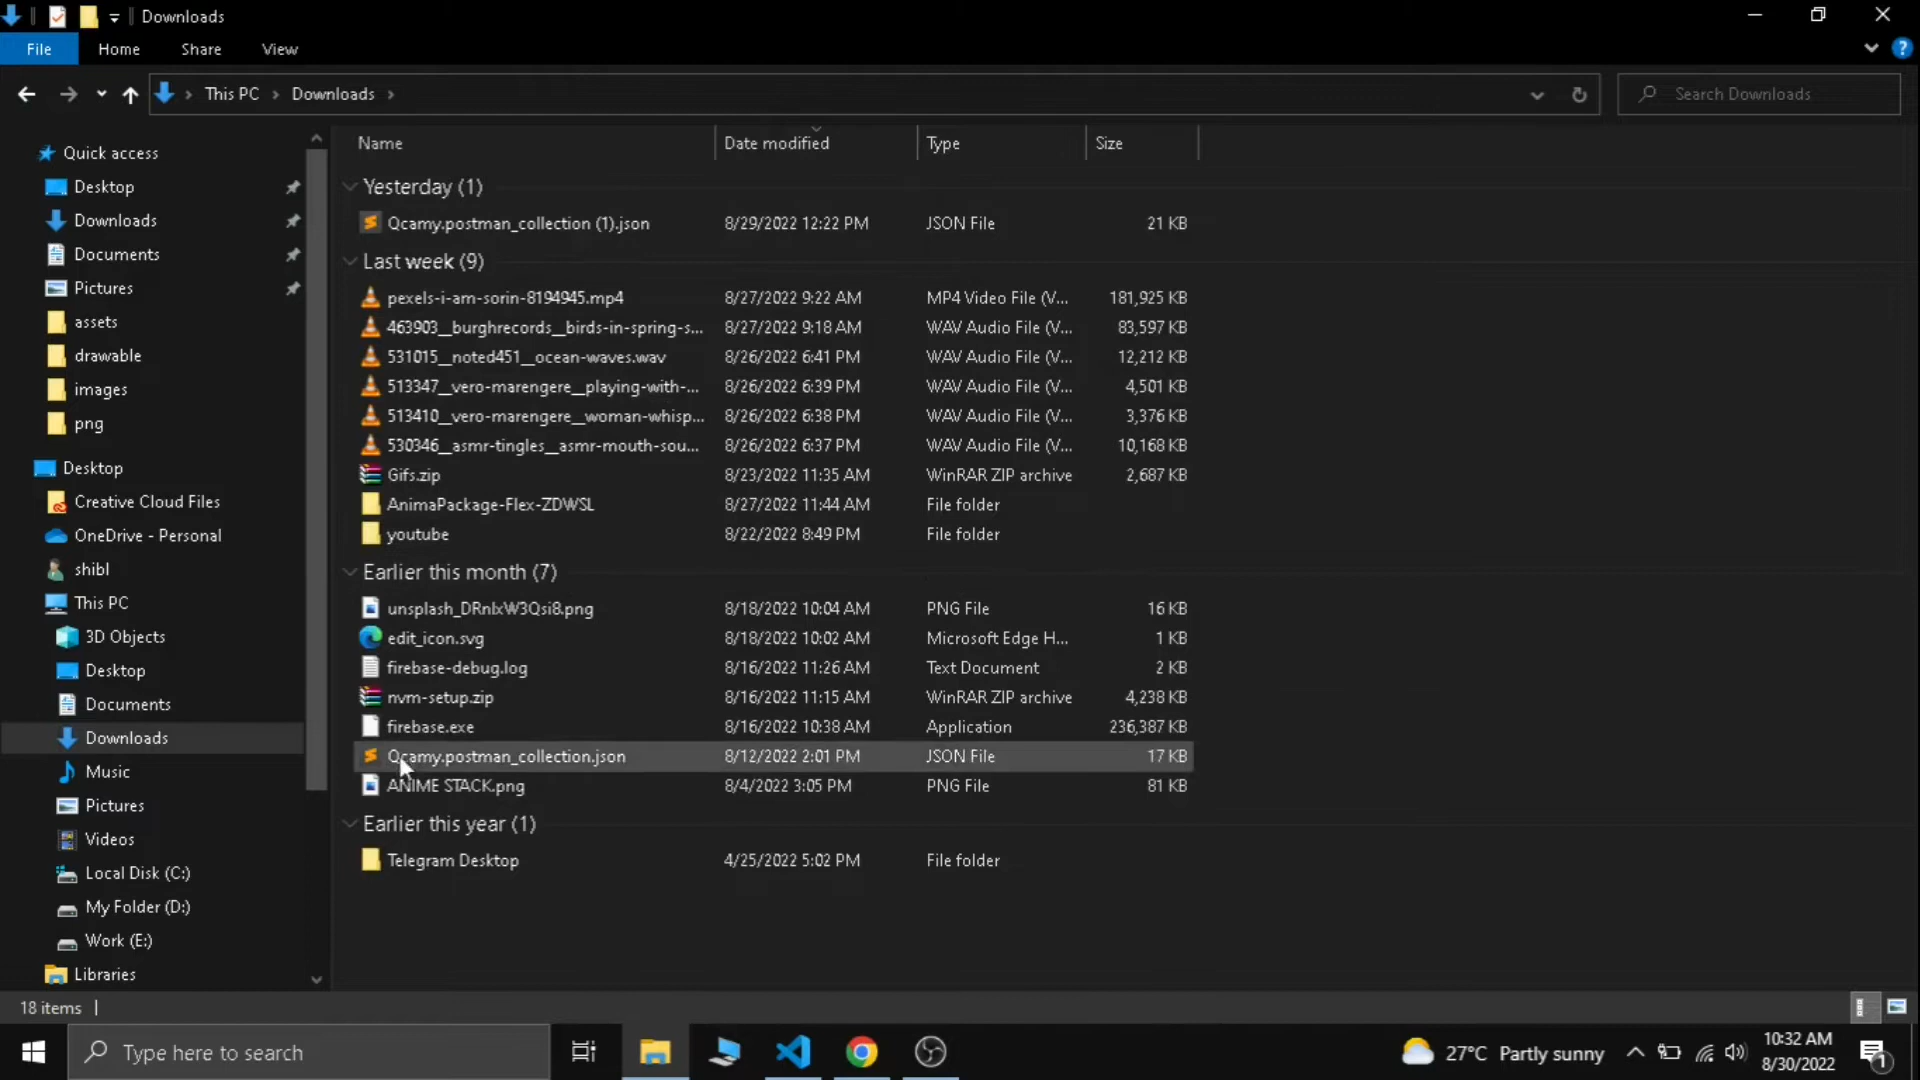 Downloads
File Home Share View
This PC Downloads
Search Downloads
Quick access
Desktop
Downloads
Documents
Pictures
assets
drawable
images
png
Desktop
Creative Cloud Files
OneDrive - Personal
shibl
This PC
3D Objects
Desktop
Documents
Downloads
Music
Pictures
Videos
Local Disk (C:)
My Folder (D:)
Work (E:)
Libraries
Name Date modified Type Size
Yesterday (1)
Qcamy.postman_collection (1).json 8/29/2022 12:22 PM JSON File 21 KB
Last week (9)
pexels-i-am-sorin-8194945.mp4 8/27/2022 9:22 AM MP4 Video File (V... 181,925 KB
463903__burghrecords__birds-in-spring-s... 8/27/2022 9:18 AM WAV Audio File (V... 83,597 KB
531015__noted451__ocean-waves.wav 8/26/2022 6:41 PM WAV Audio File (V... 12,212 KB
513347__vero-marengere__playing-with-... 8/26/2022 6:39 PM WAV Audio File (V... 4,501 KB
513410__vero-marengere__woman-whisp... 8/26/2022 6:38 PM WAV Audio File (V... 3,376 KB
530346__asmr-tingles__asmr-mouth-sou... 8/26/2022 6:37 PM WAV Audio File (V... 10,168 KB
Gifs.zip 8/23/2022 11:35 AM WinRAR ZIP archive 2,687 KB
AnimaPackage-Flex-ZDWSL 8/27/2022 11:44 AM File folder
youtube 8/22/2022 8:49 PM File folder
Earlier this month (7)
unsplash_DRnlxW3Qsi8.png 8/18/2022 10:04 AM PNG File 16 KB
edit_icon.svg 8/18/2022 10:02 AM Microsoft Edge H... 1 KB
firebase-debug.log 8/16/2022 11:26 AM Text Document 2 KB
nvm-setup.zip 8/16/2022 11:15 AM WinRAR ZIP archive 4,238 KB
firebase.exe 8/16/2022 10:38 AM Application 236,387 KB
Qcamy.postman_collection.json 8/12/2022 2:01 PM JSON File 17 KB
ANIME STACK.png 8/4/2022 3:05 PM PNG File 81 KB
Earlier this year (1)
Telegram Desktop 4/25/2022 5:02 PM File folder
18 items
Type here to search
27°C Partly sunny
10:32 AM
8/30/2022
1